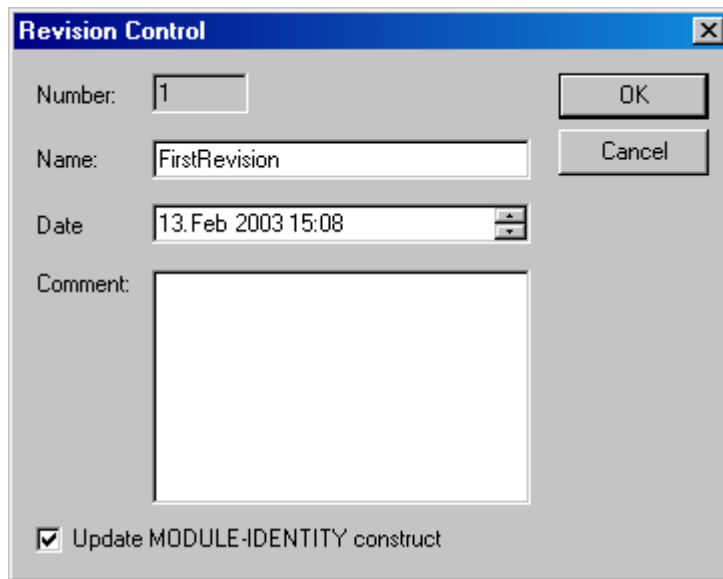 Revision Control
Number: 1
OK
Name: FirstRevision
Cancel
Date 13. Feb 2003 15:08
Comment:
Update MODULE-IDENTITY construct